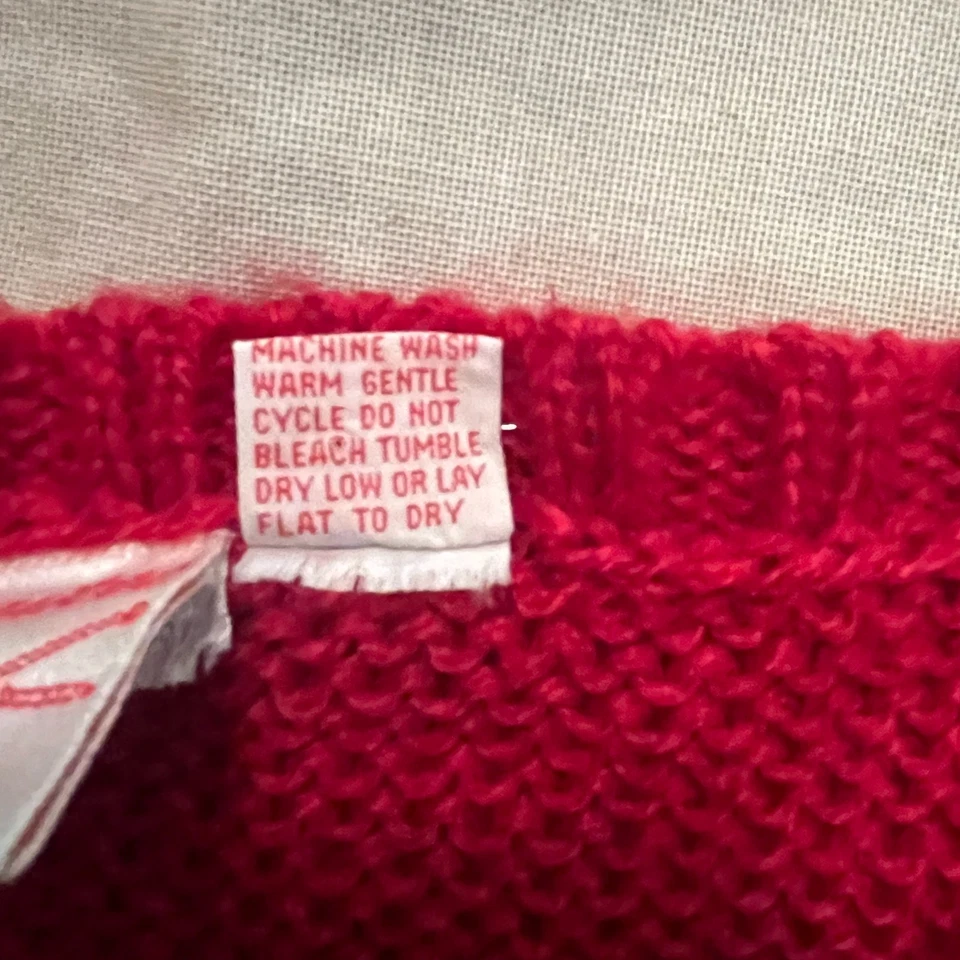 MACHINE WASH
WARM GENTLE
CYCLE DO NOT
BLEACH TUMBLE
DRY LOW OR LAY
FLAT TO DRY